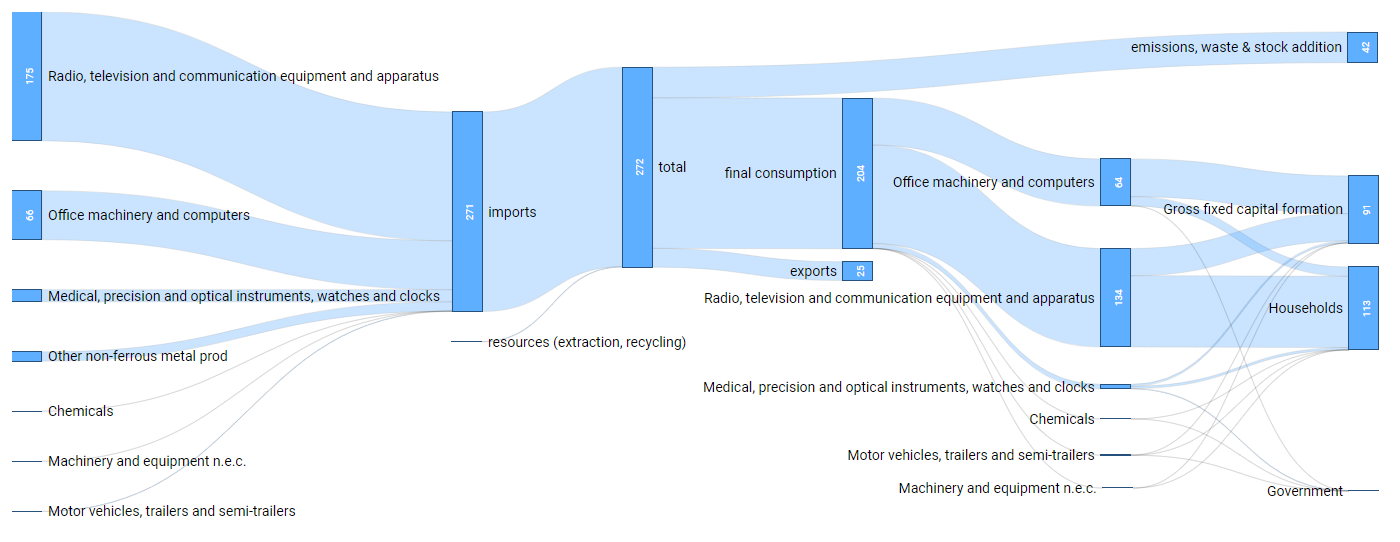 175
Radio, television and communication equipment and apparatus
66
Office machinery and computers
Medical, precision and optical instruments, watches and clocks
Other non-ferrous metal prod
Chemicals
Machinery and equipment n.e.c.
Motor vehicles, trailers and semi-trailers
271
imports
resources (extraction, recycling)
272
total
final consumption
204
exports
25
Office machinery and computers
64
Radio, television and communication equipment and apparatus
134
Medical, precision and optical instruments, watches and clocks
Chemicals
Motor vehicles, trailers and semi-trailers
Machinery and equipment n.e.c.
emissions, waste & stock addition
42
Gross fixed capital formation
91
Households
113
Government